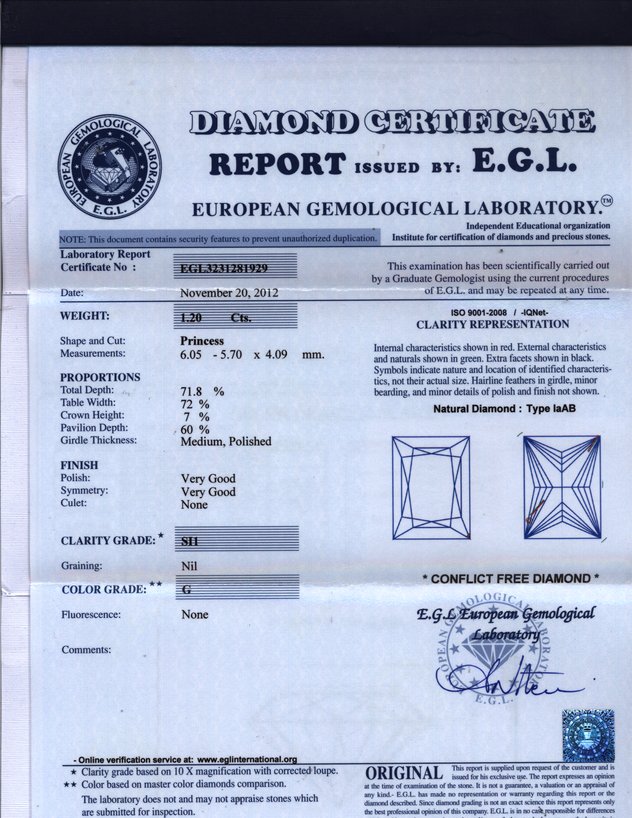 DIAMOND CERTIFICATE
REPORT ISSUED BY: E.G.L.
EUROPEAN GEMOLOGICAL LABORATORY.™
EUROPEAN GEMOLOGICAL LABORATORY
E.G.L.
Independent Educational organization
Institute for certification of diamonds and precious stones.
NOTE: This document contains security features to prevent unauthorized duplication.
Laboratory Report
Certificate No : EGL3231281929
Date: November 20, 2012
WEIGHT: 1.20 Cts.
Shape and Cut: Princess
Measurements: 6.05 - 5.70 x 4.09 mm.
PROPORTIONS
Total Depth: 71.8 %
Table Width: 72 %
Crown Height: 7 %
Pavilion Depth: 60 %
Girdle Thickness: Medium, Polished
FINISH
Polish: Very Good
Symmetry: Very Good
Culet: None
CLARITY GRADE: ★ SI1
Graining: Nil
COLOR GRADE: ★★ G
Fluorescence: None
Comments:
This examination has been scientifically carried out
by a Graduate Gemologist using the current procedures
of E.G.L. and may be repeated at any time.
ISO 9001-2008 / -IQNet-
CLARITY REPRESENTATION
Internal characteristics shown in red. External characteristics
and naturals shown in green. Extra facets shown in black.
Symbols indicate nature and location of identified characteris-
tics, not their actual size. Hairline feathers in girdle, minor
bearding, and minor details of polish and finish not shown.
Natural Diamond : Type IaAB
* CONFLICT FREE DIAMOND *
E.G.L European Gemological
Laboratory
EUROPEAN GEMOLOGICAL LABORATORY
E.G.L.
- Online verification service at: www.eglinternational.org
★ Clarity grade based on 10 X magnification with corrected loupe.
★★ Color based on master color diamonds comparison.
The laboratory does not and may not appraise stones which
are submitted for inspection.
ORIGINAL This report is supplied upon request of the customer and is
issued for his exclusive use. The report expresses an opinion
at the time of examination of the stone. It is not a guarantee, a valuation or an appraisal of
any kind.- E.G.L. has made no representation or warranty regarding this report or the
diamond described. Since diamond grading is not an exact science this report represents only
the best professional opinion of this company. E.G.L. is in no case responsible for differences